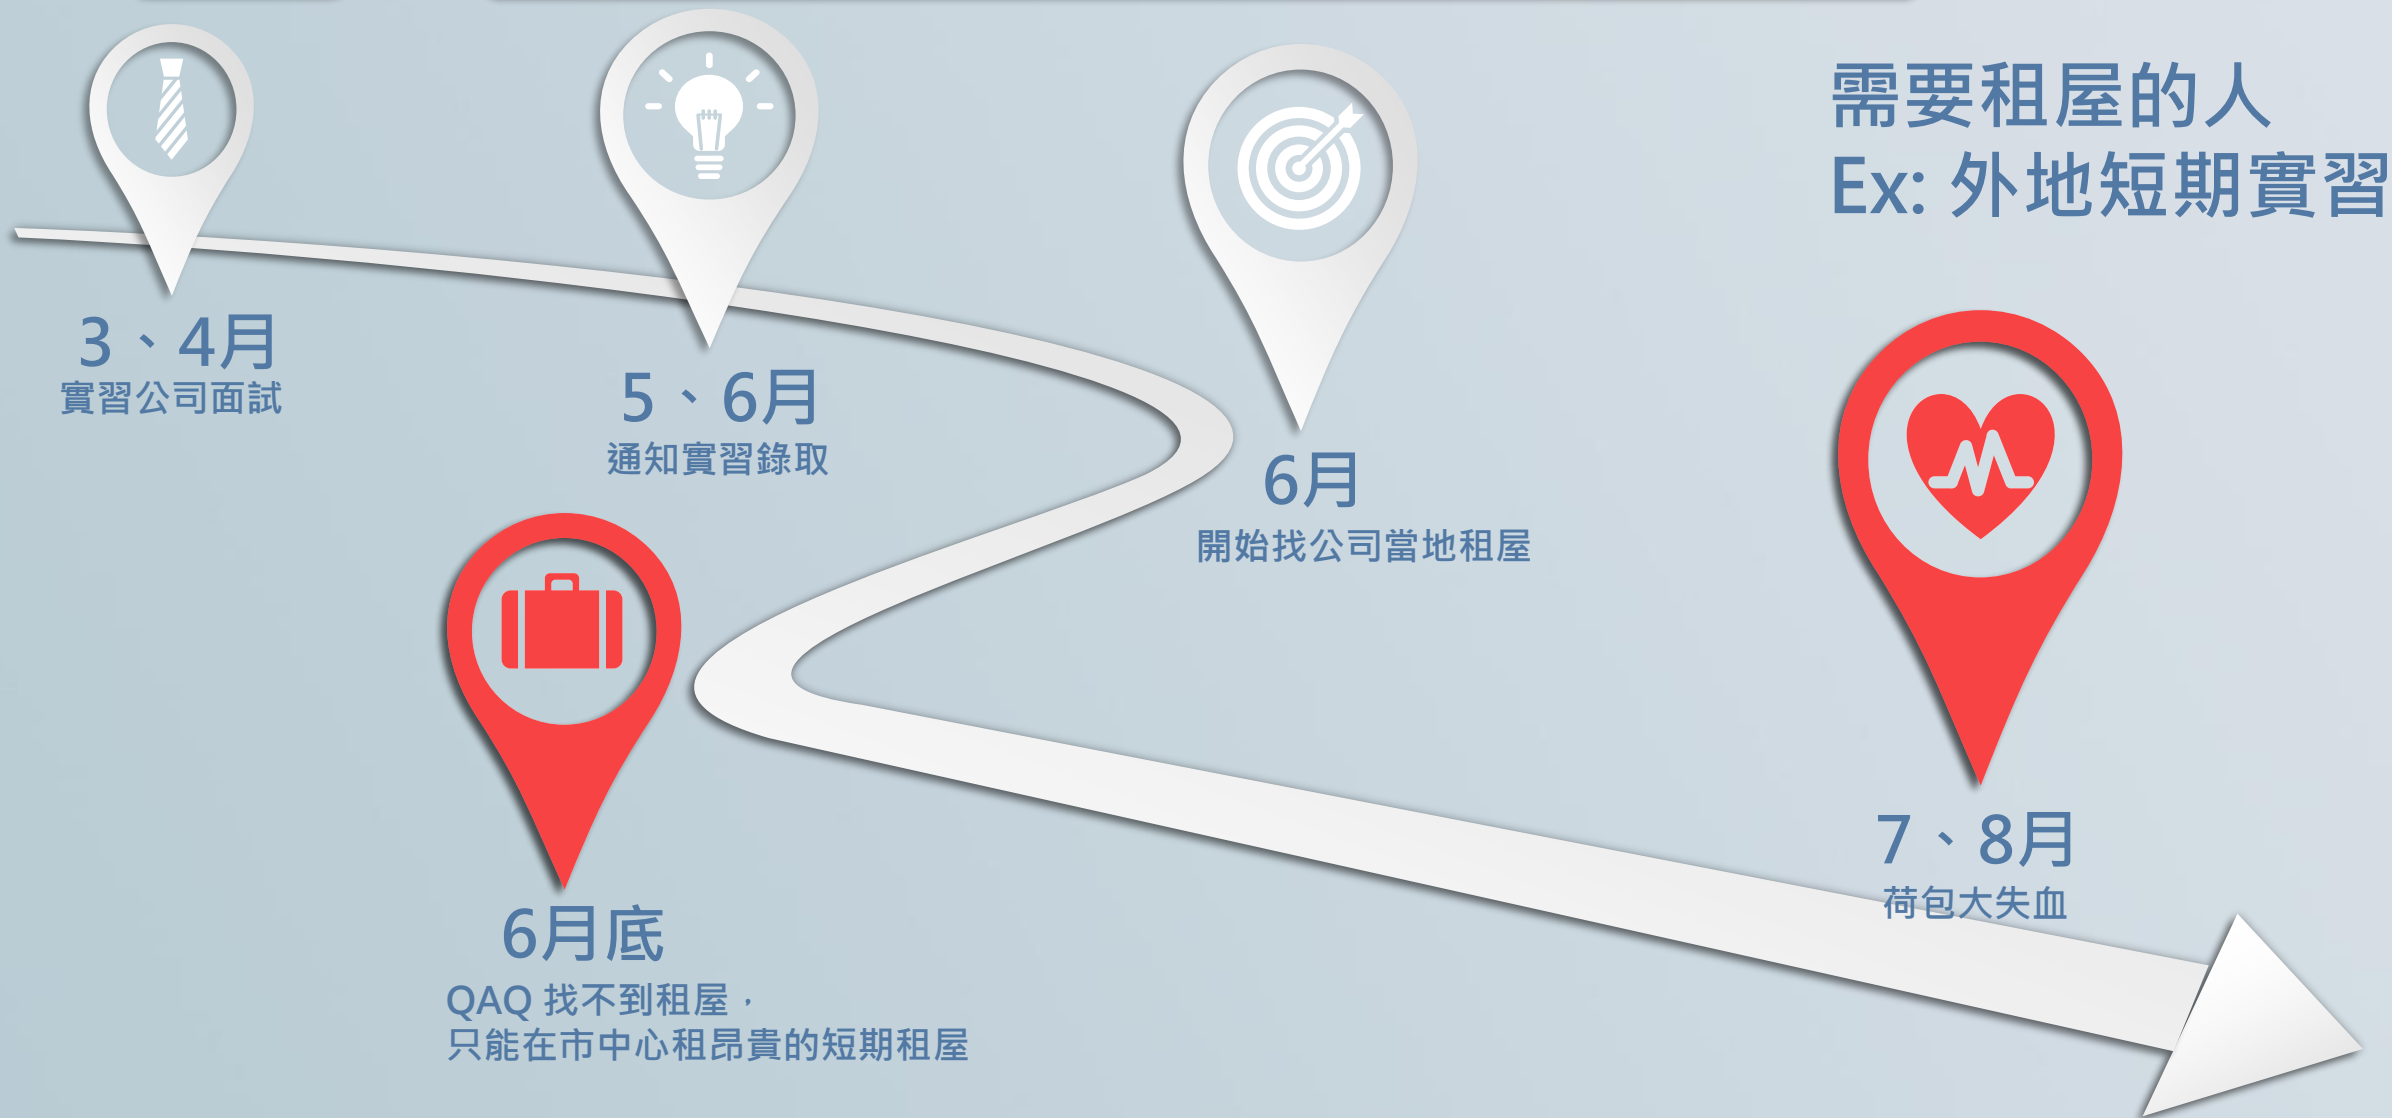 需要租屋的人
Ex: 外地短期實習
3、4月
實習公司面試
5、6月
通知實習錄取
6月
開始找公司當地租屋
6月底
QAQ 找不到租屋，
只能在市中心租昂貴的短期租屋
7、8月
荷包大失血